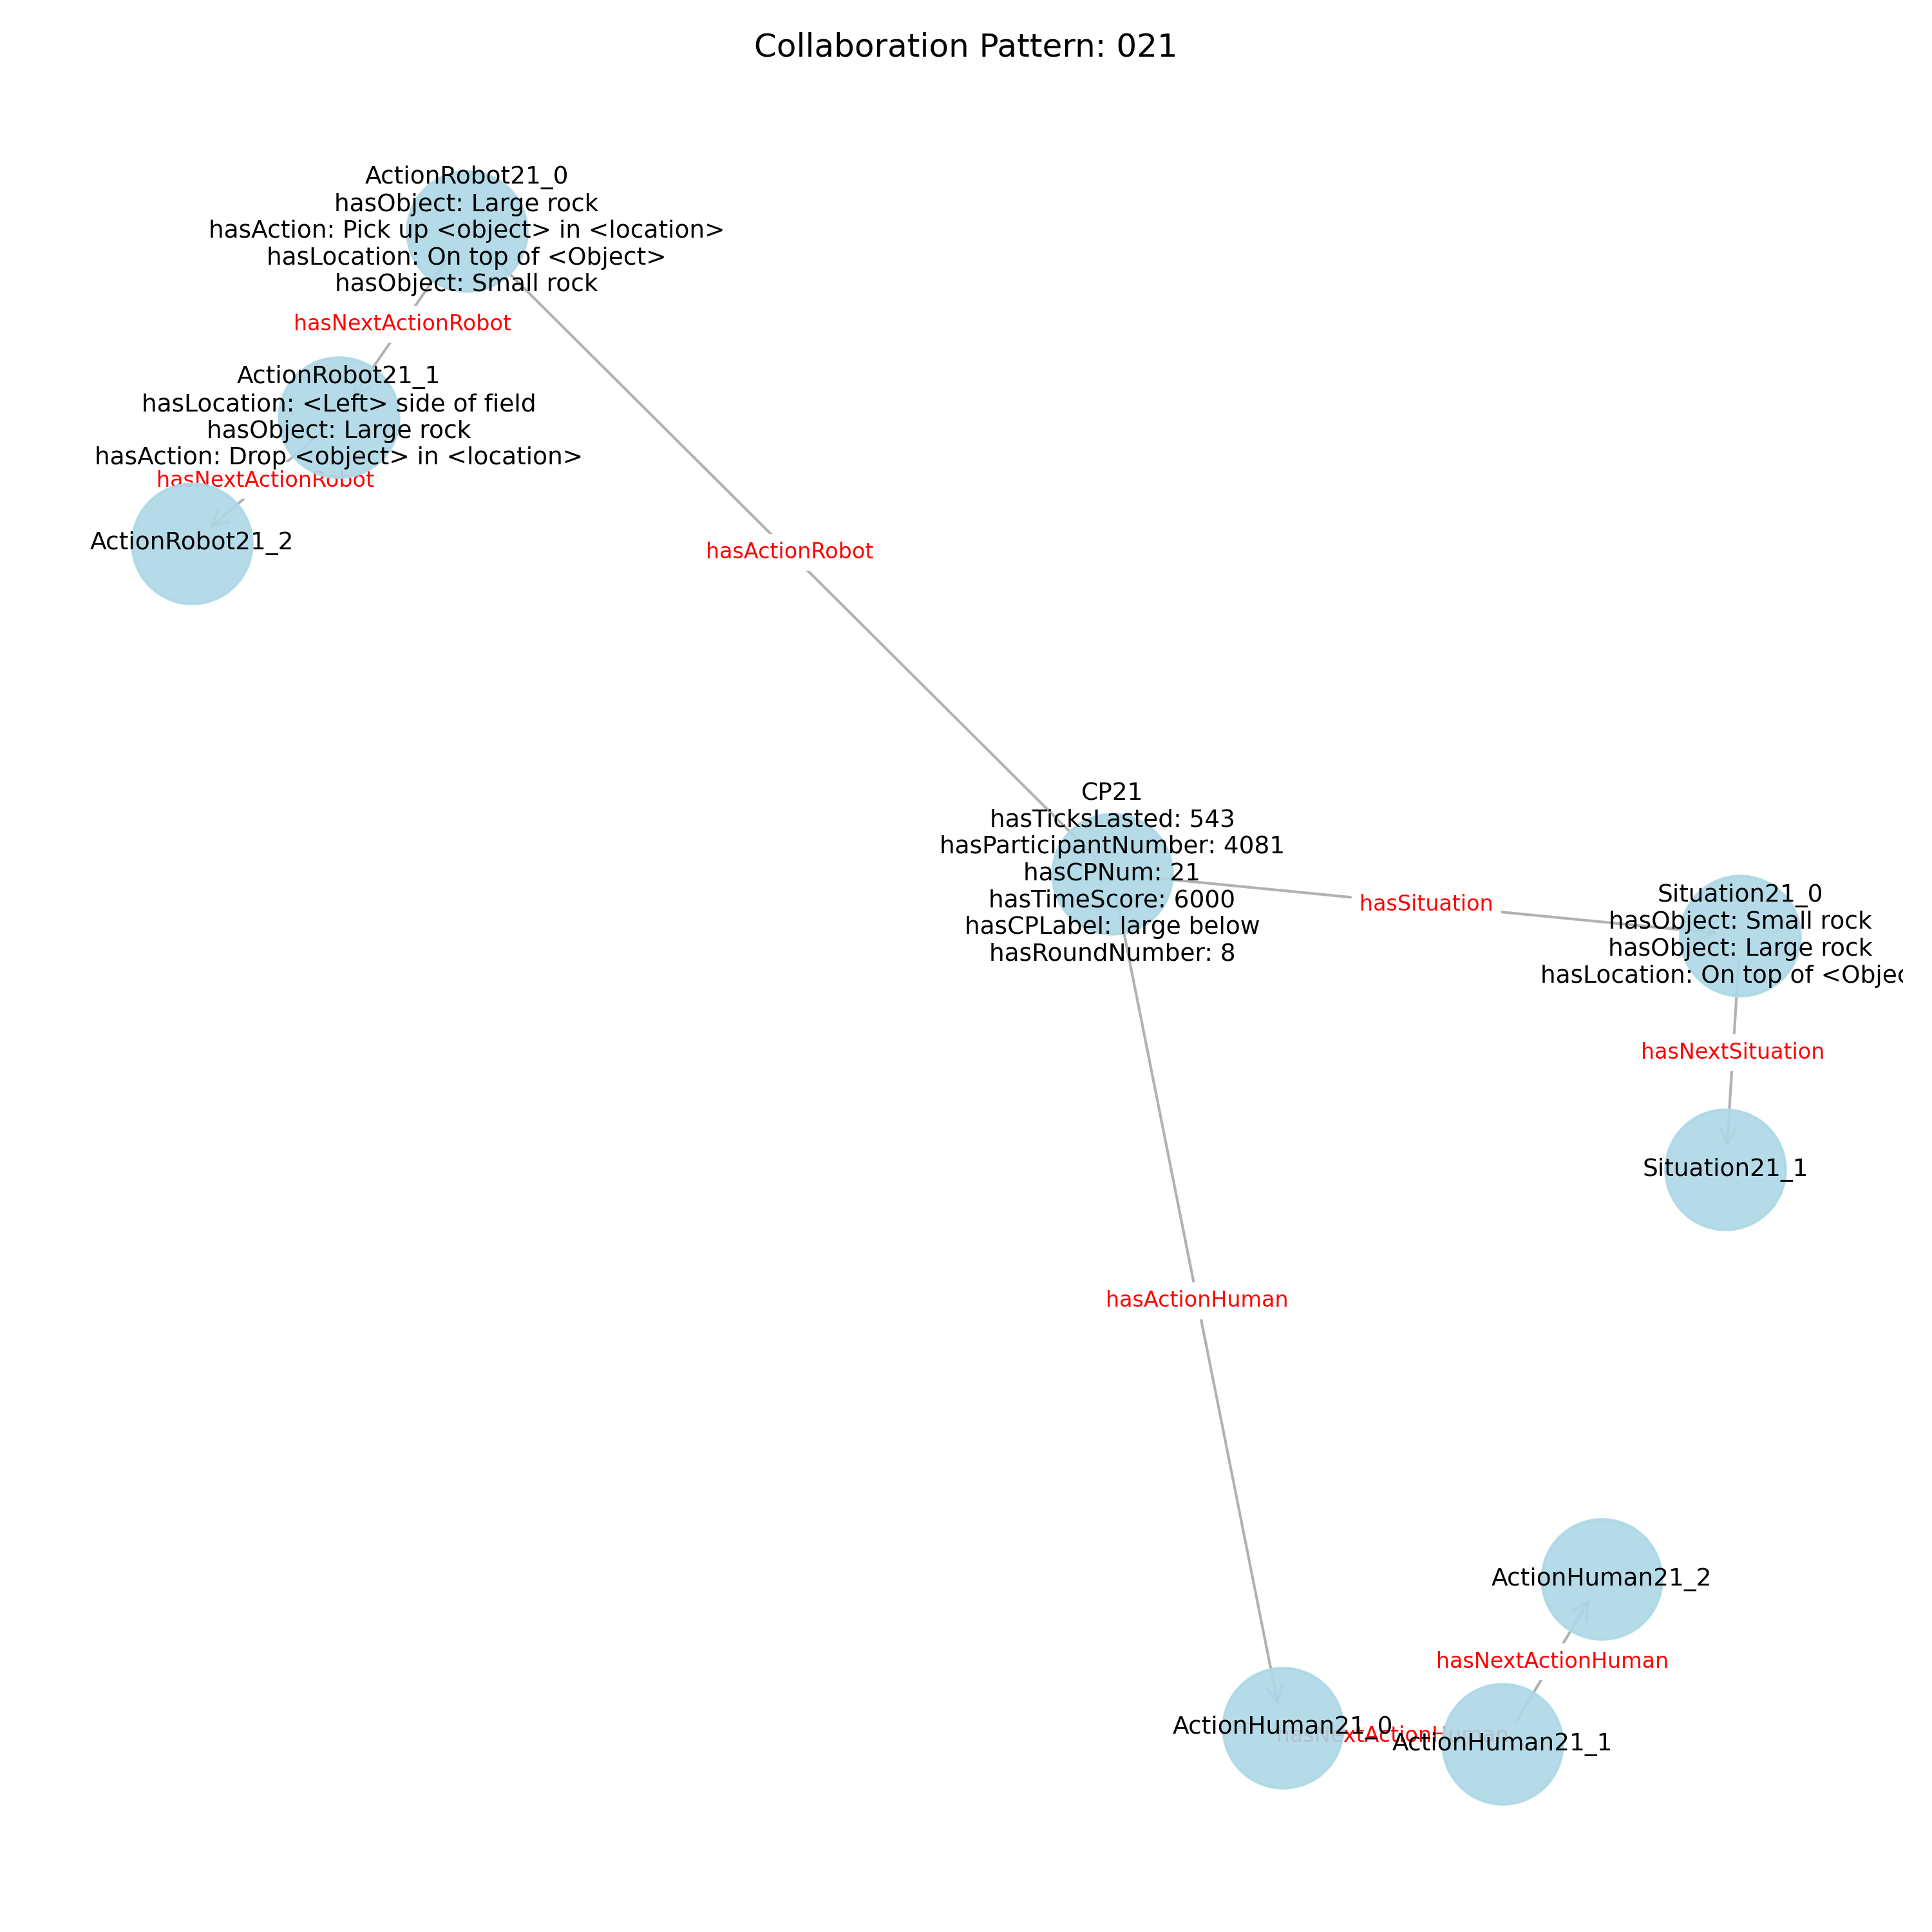 Collaboration Pattern: 021
ActionRobot21_0
hasObject: Large rock
hasAction: Pick up <object> in <location>
hasLocation: On top of <Object>
hasObject: Small rock
hasNextActionRobot
ActionRobot21_1
hasLocation: <Left> side of field
hasObject: Large rock
hasAction: Drop <object> in <location>
hasNextActionRobot
ActionRobot21_2
hasActionRobot
CP21
hasTicksLasted: 543
hasParticipantNumber: 4081
hasCPNum: 21
hasTimeScore: 6000
hasCPLabel: large below
hasRoundNumber: 8
hasSituation
Situation21_0
hasObject: Small rock
hasObject: Large rock
hasLocation: On top of <Objec
hasNextSituation
Situation21_1
hasActionHuman
ActionHuman21_2
hasNextActionHuman
ActionHuman21_0
hasNextActionHuman
ActionHuman21_1